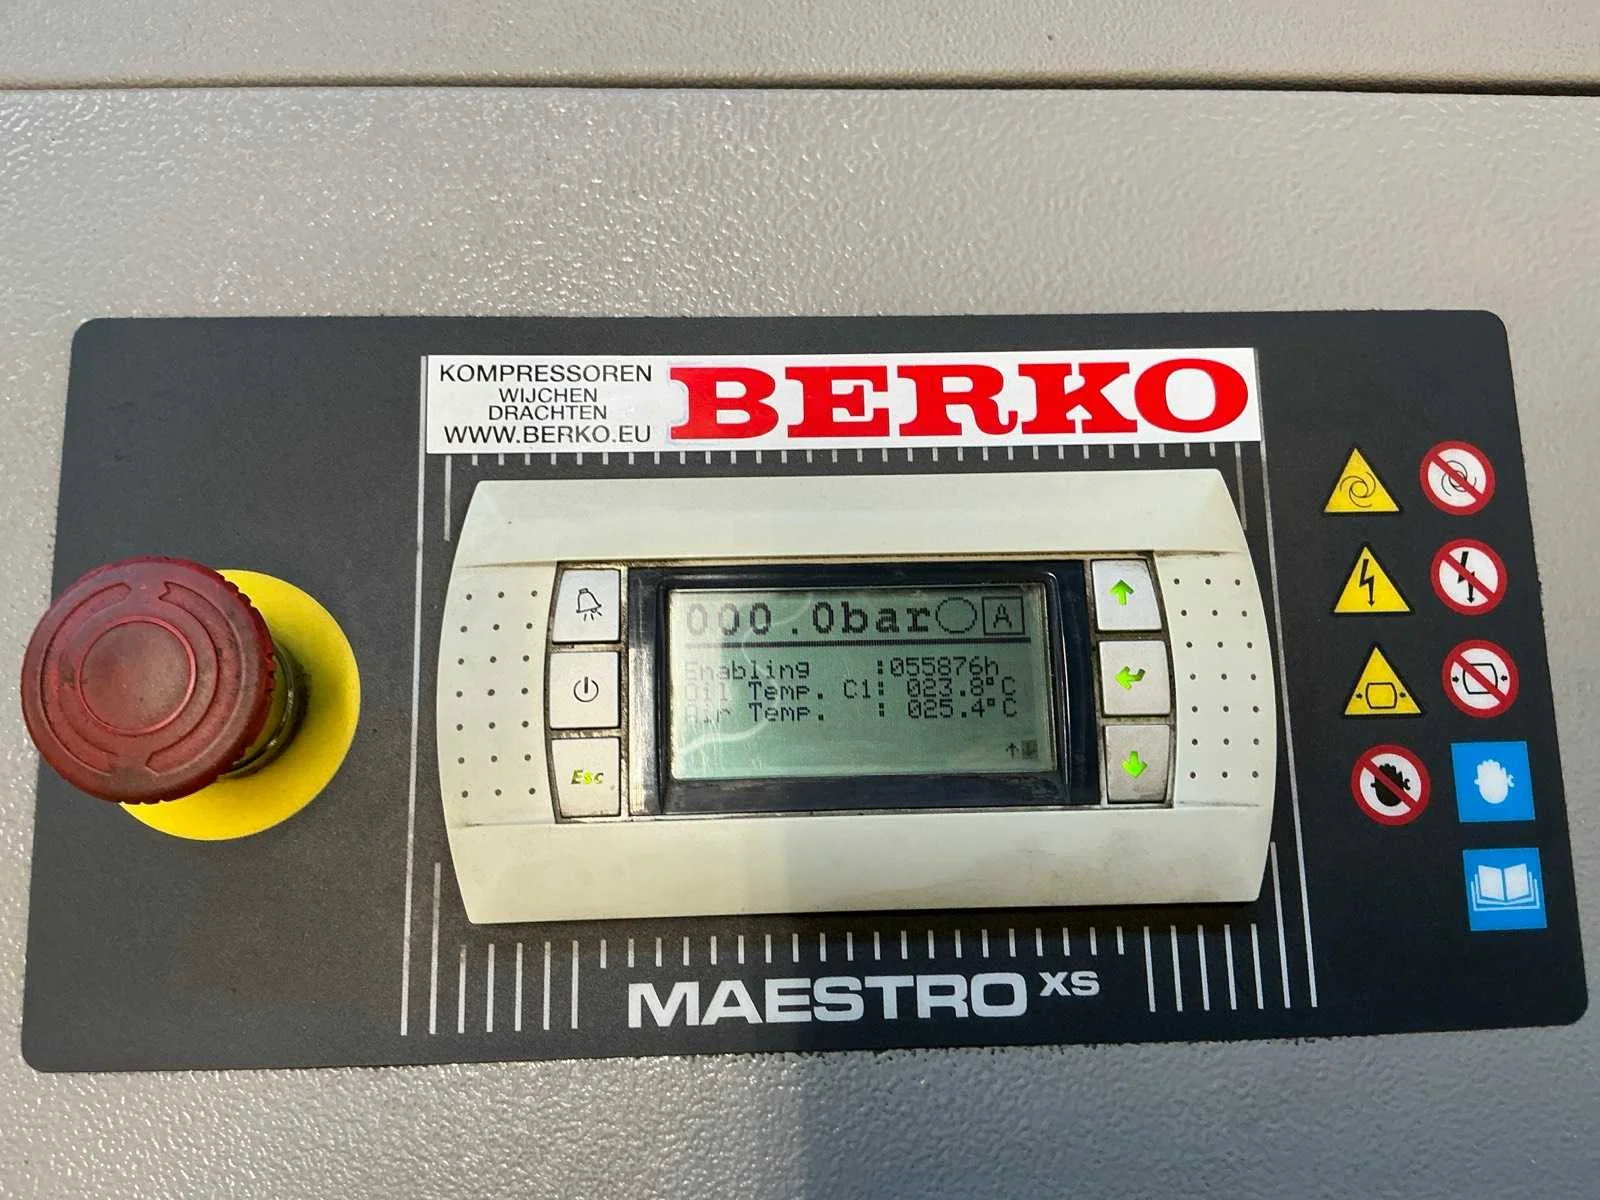 KOMPRESSOREN
WIJCHEN
DRACHTEN
WWW.BERKO.EU
BERKO
000.0bar A
Enabling :055876h
Oil Temp. C1: 023.8°C
Air Temp. : 025.4°C
Esc
MAESTRO XS